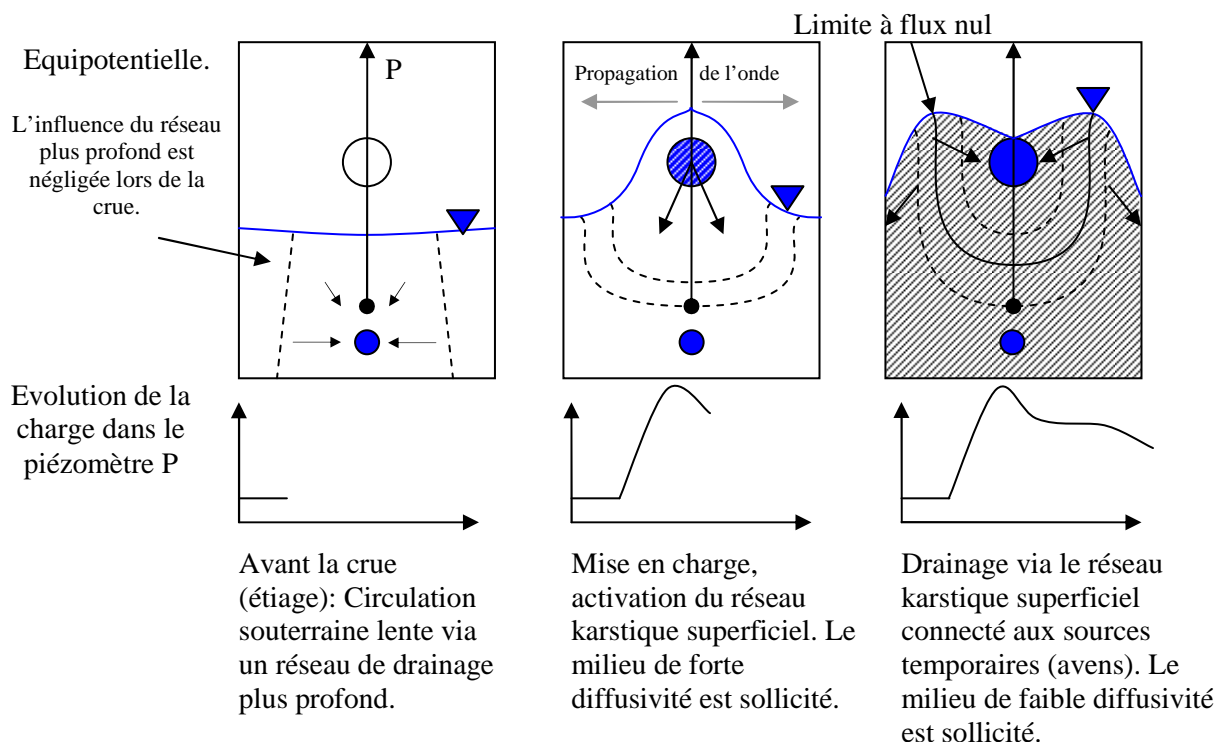 Limite à flux nul
Equipotentielle.
P
Propagation de l’onde
L’influence du réseau
plus profond est
négligée lors de la
crue.
Evolution de la
charge dans le
piézomètre P
Avant la crue
(étiage): Circulation
souterraine lente via
un réseau de drainage
plus profond.
Mise en charge,
activation du réseau
karstique superficiel. Le
milieu de forte
diffusivité est sollicité.
Drainage via le réseau
karstique superficiel
connecté aux sources
temporaires (avens). Le
milieu de faible diffusivité
est sollicité.